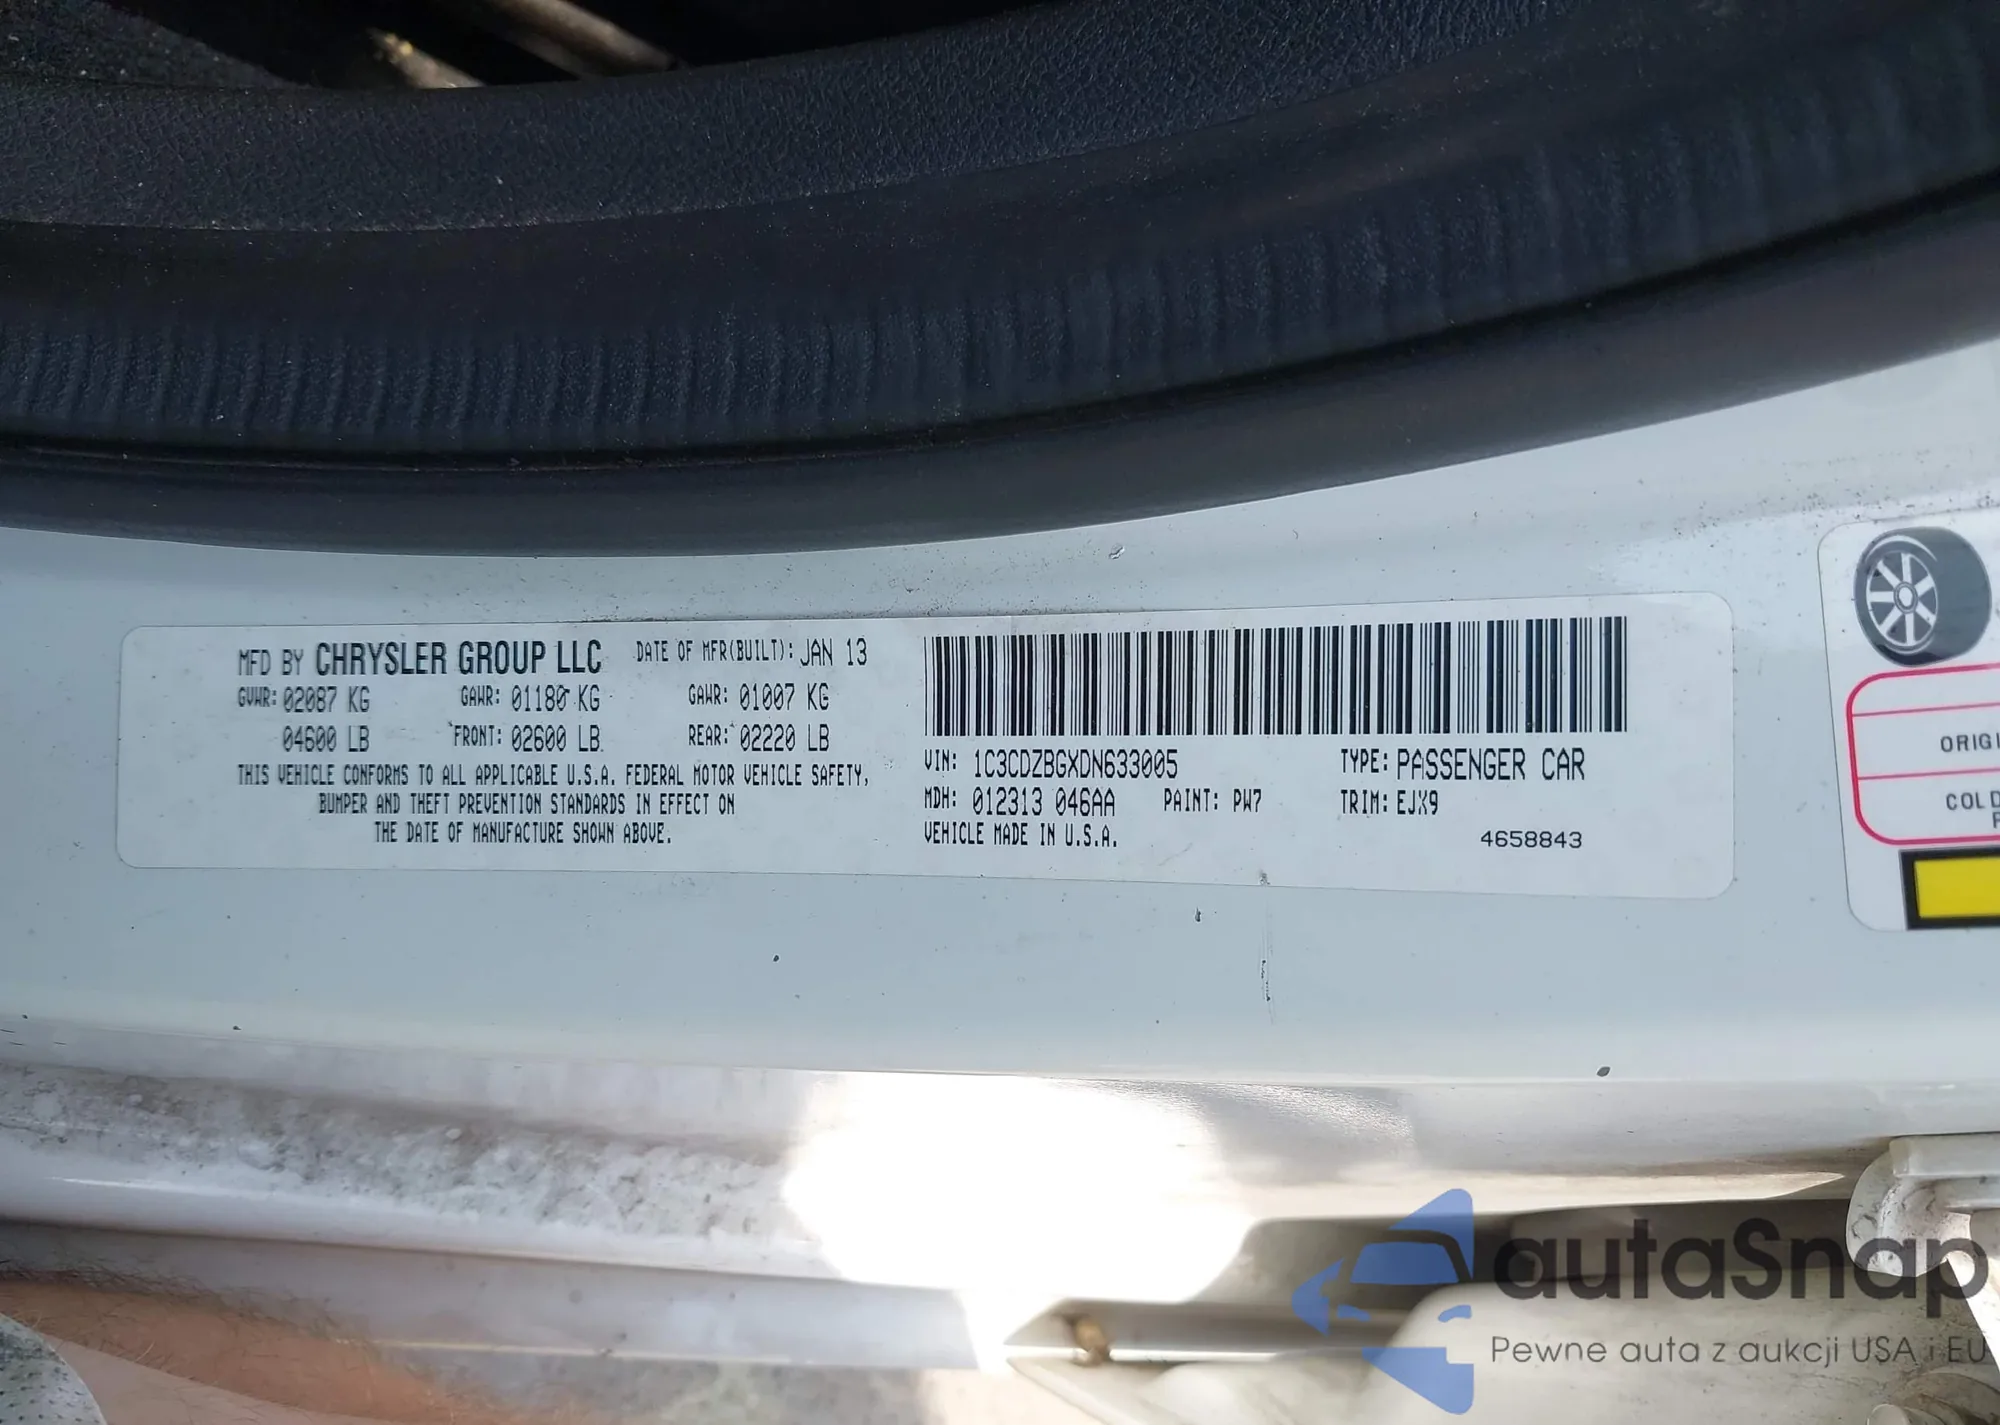 MFD BY CHRYSLER GROUP LLC DATE OF MFR(BUILT): JAN 13
GVWR: 02087 KG GAWR: 01180 KG GAWR: 01007 KG
04600 LB FRONT: 02600 LB REAR: 02220 LB
THIS VEHICLE CONFORMS TO ALL APPLICABLE U.S.A. FEDERAL MOTOR VEHICLE SAFETY,
BUMPER AND THEFT PREVENTION STANDARDS IN EFFECT ON
THE DATE OF MANUFACTURE SHOWN ABOVE.
VIN: 1C3CDZBGXDN633005 TYPE: PASSENGER CAR
MDH: 012313 046AA PAINT: PW7 TRIM: EJX9
VEHICLE MADE IN U.S.A. 4658843
ORIGI
COLD
autaSnap
Pewne auta z aukcji USA i EU